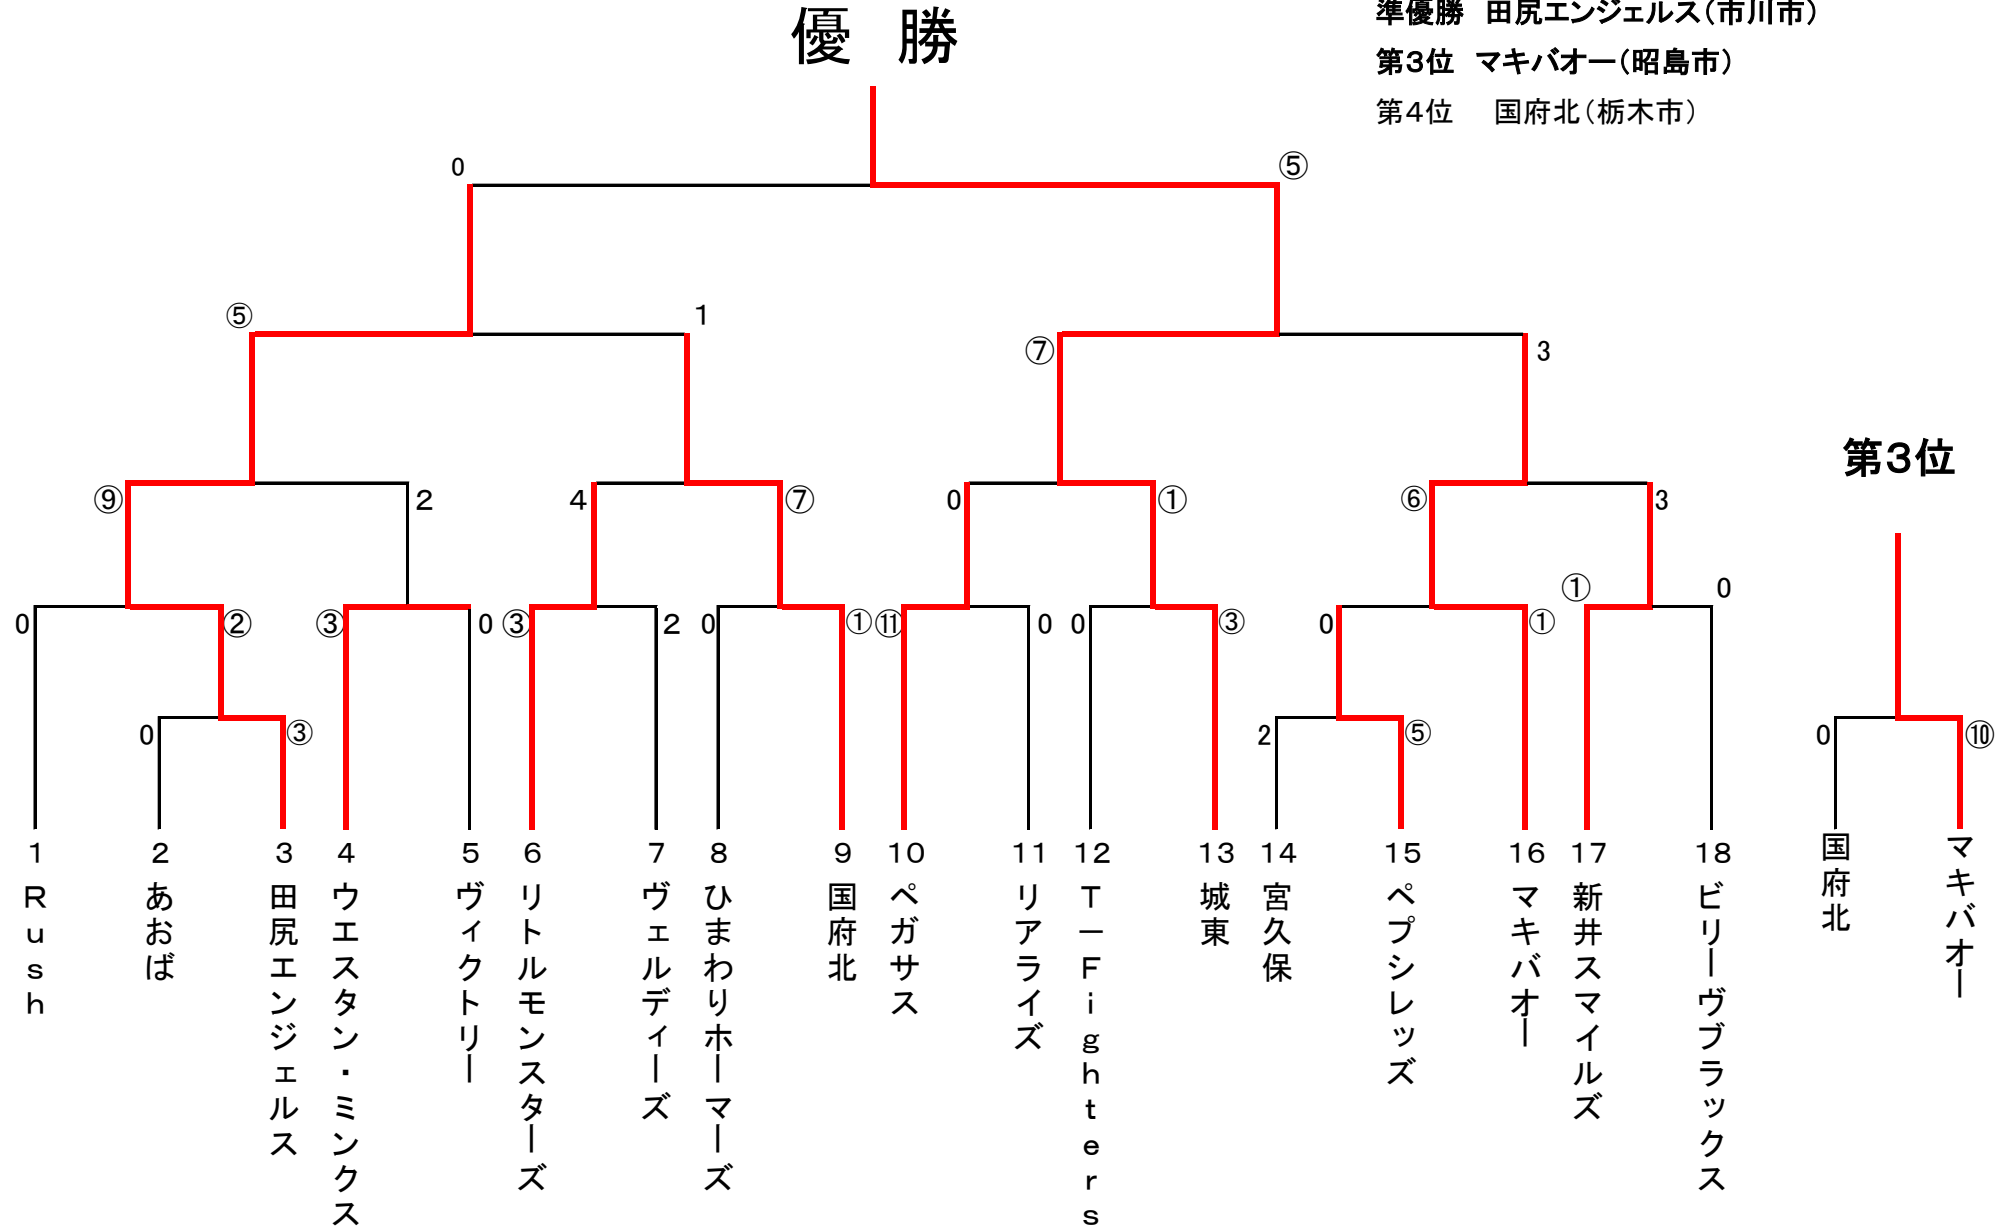 優　勝
準優勝　田尻エンジェルス（市川市）
第3位　マキバオー（昭島市）
第4位　国府北（栃木市）
0
⑤
⑤
1
⑦
3
第3位
⑨
2
4
⑦
0
①
⑥
3
0
②
③
0
③
2
0
①
⑪
0
0
③
0
①
①
0
0
③
2
⑤
0
⑩
1
2
3
4
5
6
7
8
9
10
11
12
13
14
15
16
17
18
Rush
あおば
田尻エンジェルス
ウエスタン・ミンクス
ヴィクトリー
リトルモンスターズ
ヴェルディーズ
ひまわりホーマーズ
国府北
ペガサス
リアライズ
T－Fighters
城東
宮久保
ペプシレッズ
マキバオー
新井スマイルズ
ビリーヴブラックス
国府北
マキバオー